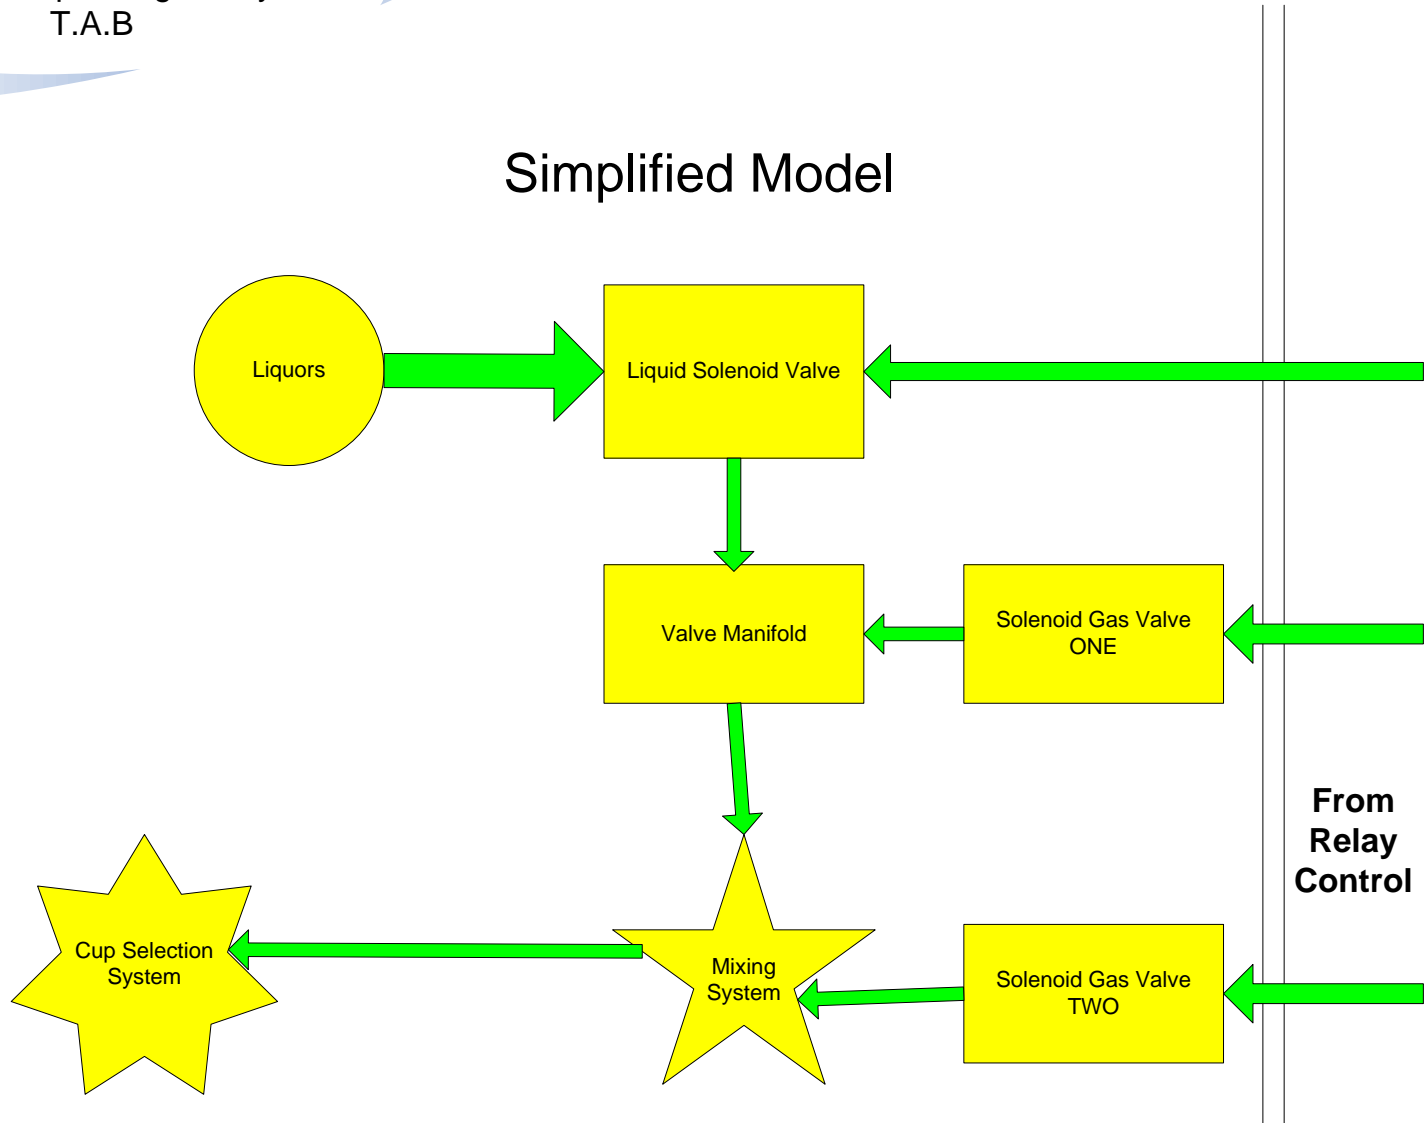 T.A.B
Simplified Model
Liquors
Liquid Solenoid Valve
Valve Manifold
Solenoid Gas Valve
ONE
From
Relay
Control
Cup Selection
System
Mixing
System
Solenoid Gas Valve
TWO